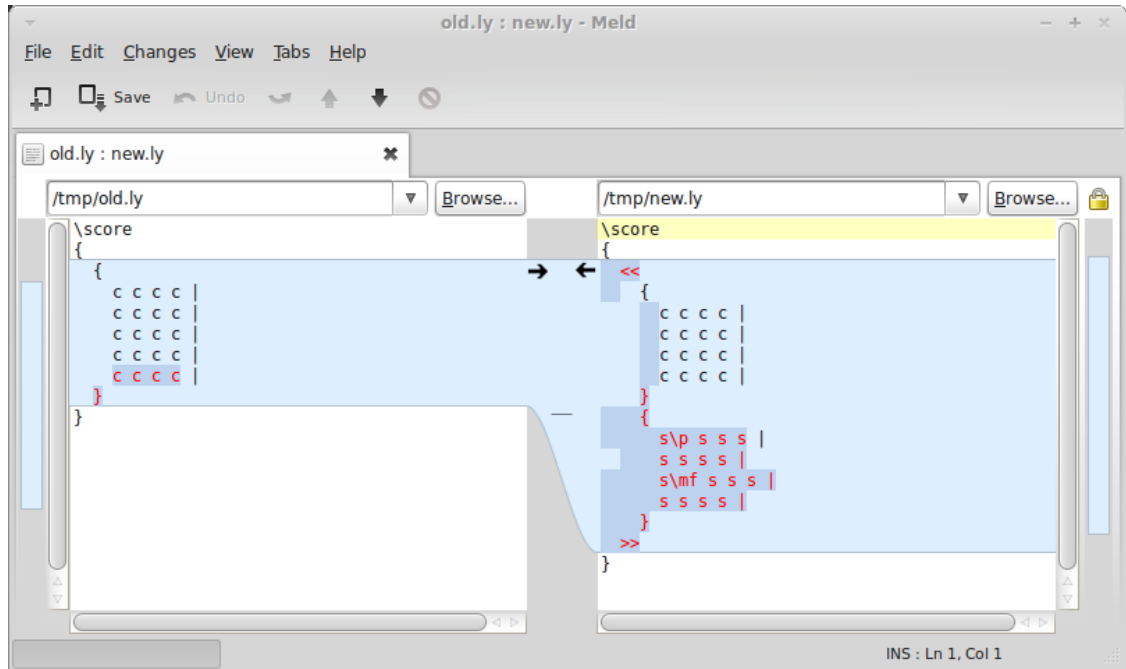 old.ly : new.ly - Meld
File Edit Changes View Tabs Help
Save Undo
old.ly : new.ly
/tmp/old.ly Browse...
\score
{
  {
    c c c c |
    c c c c |
    c c c c |
    c c c c |
    c c c c |
  }
}
/tmp/new.ly Browse...
\score
{
  <<
    {
      c c c c |
      c c c c |
      c c c c |
      c c c c |
    }
    {
      s\p s s s |
      s s s s |
      s\mf s s s |
      s s s s |
    }
  >>
}
INS : Ln 1, Col 1